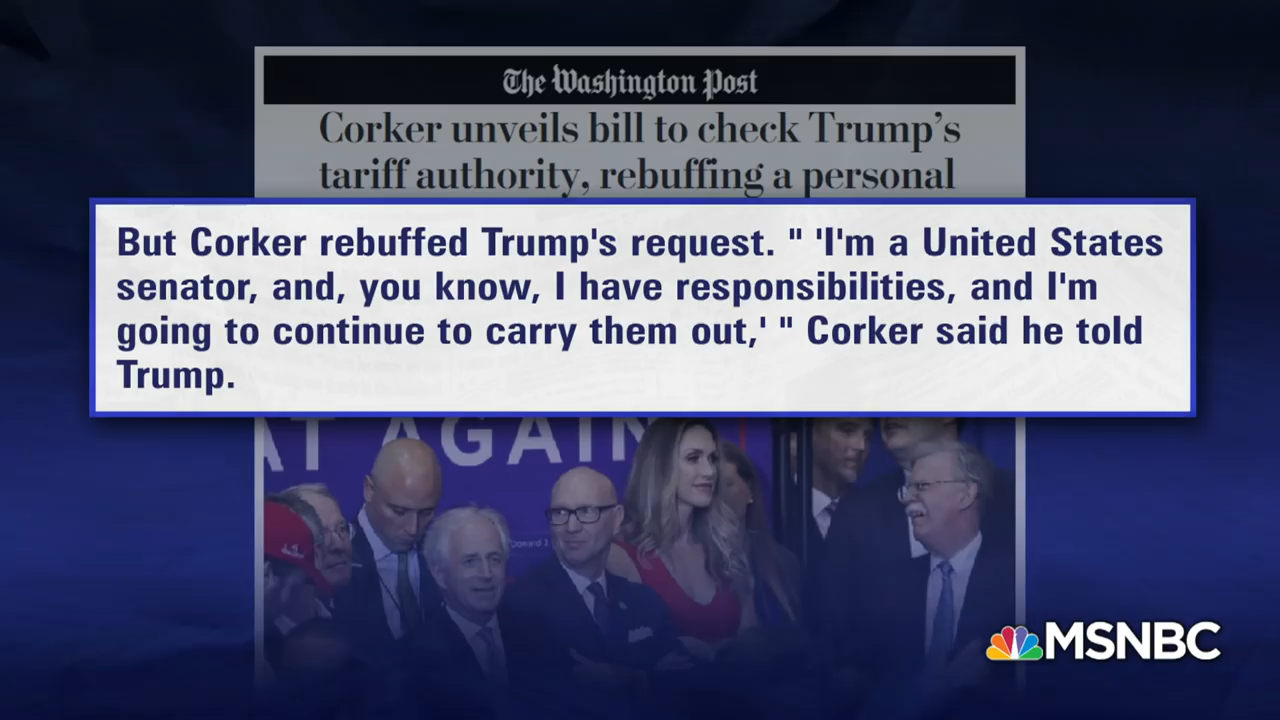 The Washington Post
Corker unveils bill to check Trump's
tariff authority, rebuffing a personal
But Corker rebuffed Trump's request. " 'I'm a United States
senator, and, you know, I have responsibilities, and I'm
going to continue to carry them out,' " Corker said he told
Trump.
AT AGAIN
MSNBC